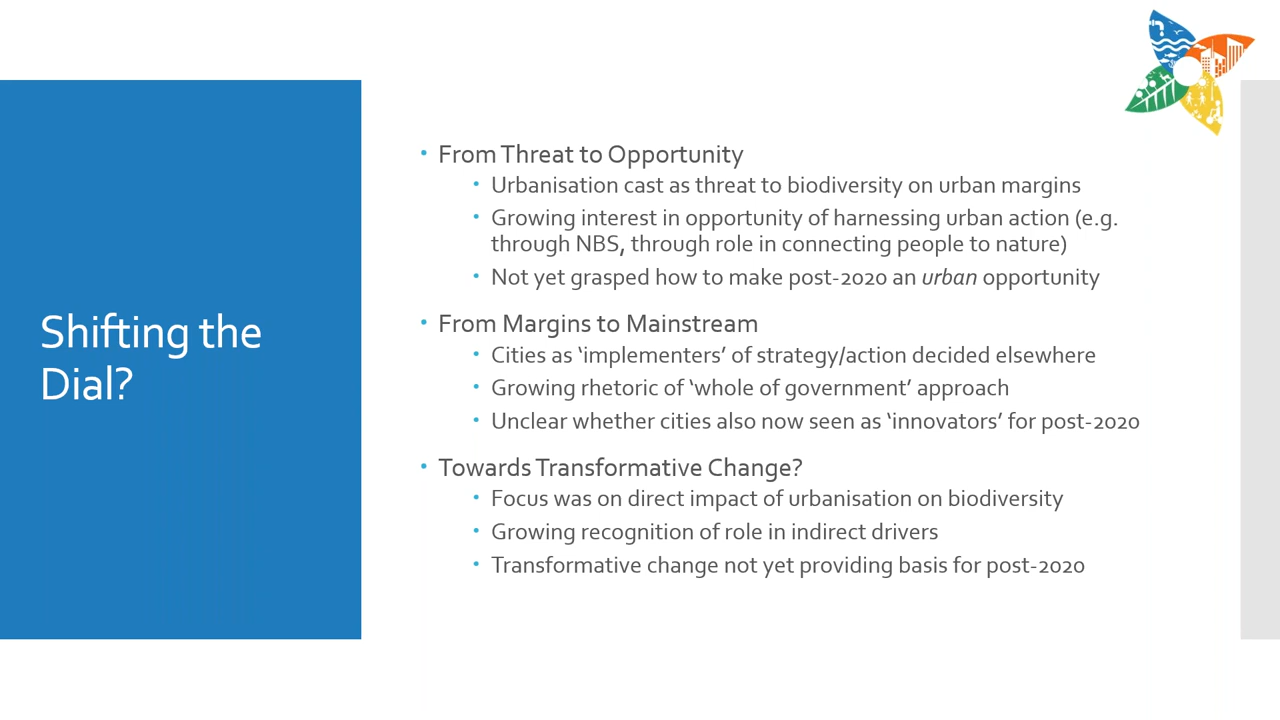 Shifting the
Dial?
• From Threat to Opportunity
• Urbanisation cast as threat to biodiversity on urban margins
• Growing interest in opportunity of harnessing urban action (e.g.
through NBS, through role in connecting people to nature)
• Not yet grasped how to make post-2020 an urban opportunity
• From Margins to Mainstream
• Cities as ‘implementers’ of strategy/action decided elsewhere
• Growing rhetoric of ‘whole of government’ approach
• Unclear whether cities also now seen as ‘innovators’ for post-2020
• Towards Transformative Change?
• Focus was on direct impact of urbanisation on biodiversity
• Growing recognition of role in indirect drivers
• Transformative change not yet providing basis for post-2020